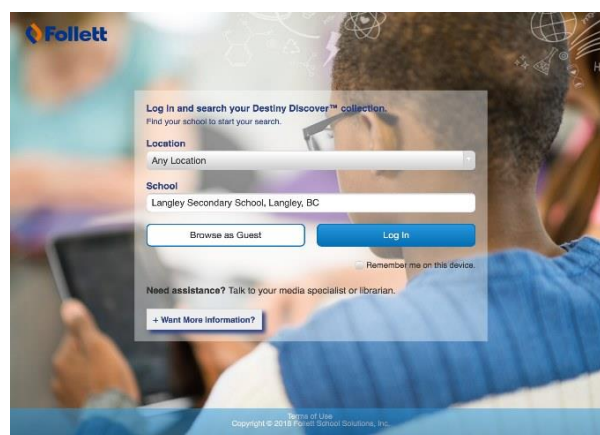 Follett
Log in and search your Destiny Discover™ collection.
Find your school to start your search.
Location
Any Location
School
Langley Secondary School, Langley, BC
Browse as Guest
Log In
Remember me on this device.
Need assistance? Talk to your media specialist or librarian.
+ Want More Information?
Terms of Use
Copyright © 2018 Follett School Solutions, Inc.